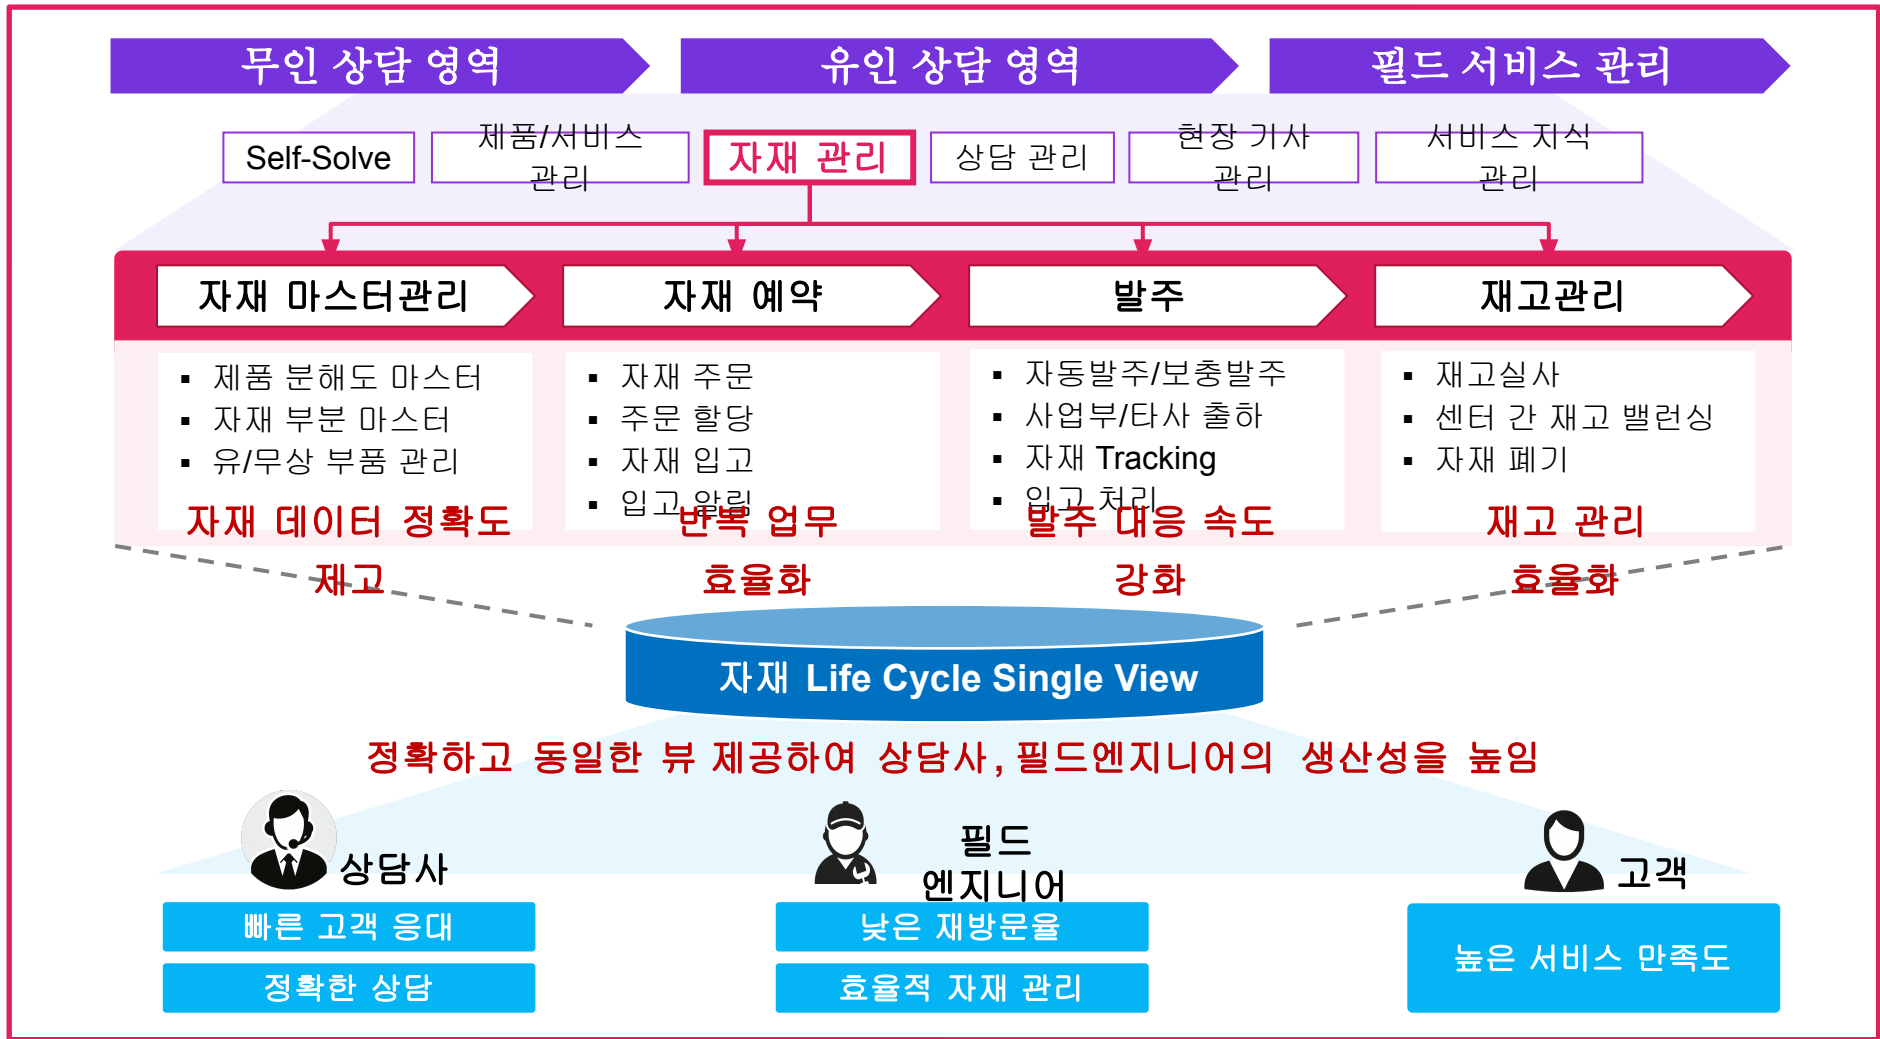 무인 상담 영역
유인 상담 영역
필드 서비스 관리
Self-Solve
제품/서비스
관리
자재 관리
상담 관리
현장 기사
관리
서비스 지식
관리
자재 마스터관리
자재 예약
발주
재고관리
▪ 제품 분해도 마스터
▪ 자재 부분 마스터
▪ 유/무상 부품 관리
자재 데이터 정확도
제고
▪ 자재 주문
▪ 주문 할당
▪ 자재 입고
▪ 입고 알림
반복 업무
효율화
▪ 자동발주/보충발주
▪ 사업부/타사 출하
▪ 자재 Tracking
▪ 입고 처리
발주 대응 속도
강화
▪ 재고실사
▪ 센터 간 재고 밸런싱
▪ 자재 폐기
재고 관리
효율화
자재 Life Cycle Single View
정확하고 동일한 뷰 제공하여 상담사, 필드엔지니어의 생산성을 높임
상담사
빠른 고객 응대
정확한 상담
필드
엔지니어
낮은 재방문율
효율적 자재 관리
고객
높은 서비스 만족도